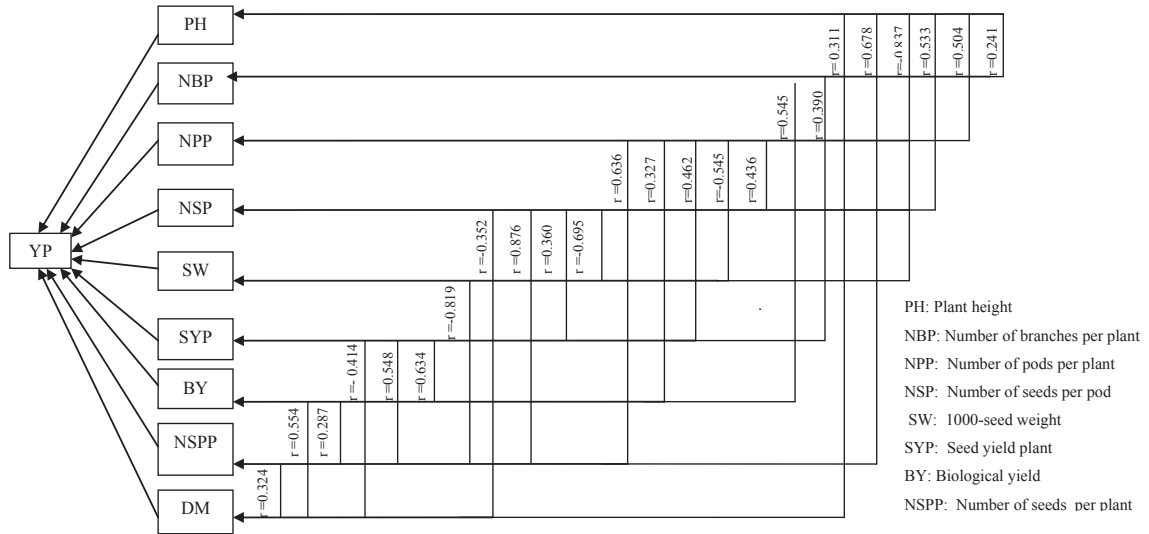 PH
NBP
NPP
NSP
YP
SW
SYP
BY
NSPP
DM
r=0.311
r =0.678
r=-0.837
r =0.533
r =0.504
r =0.241
r=0.545
r =0.390
r =0.636
r =0.327
r =0.462
r=-0.545
r =0.436
r =-0.352
r =0.876
r =0.360
r =-0.695
r =-0.819
r =- 0.414
r =0.548
r =0.634
r =0.554
r =0.287
r =0.324
PH: Plant height
NBP: Number of branches per plant
NPP: Number of pods per plant
NSP: Number of seeds per pod
SW: 1000-seed weight
SYP: Seed yield plant
BY: Biological yield
NSPP: Number of seeds per plant